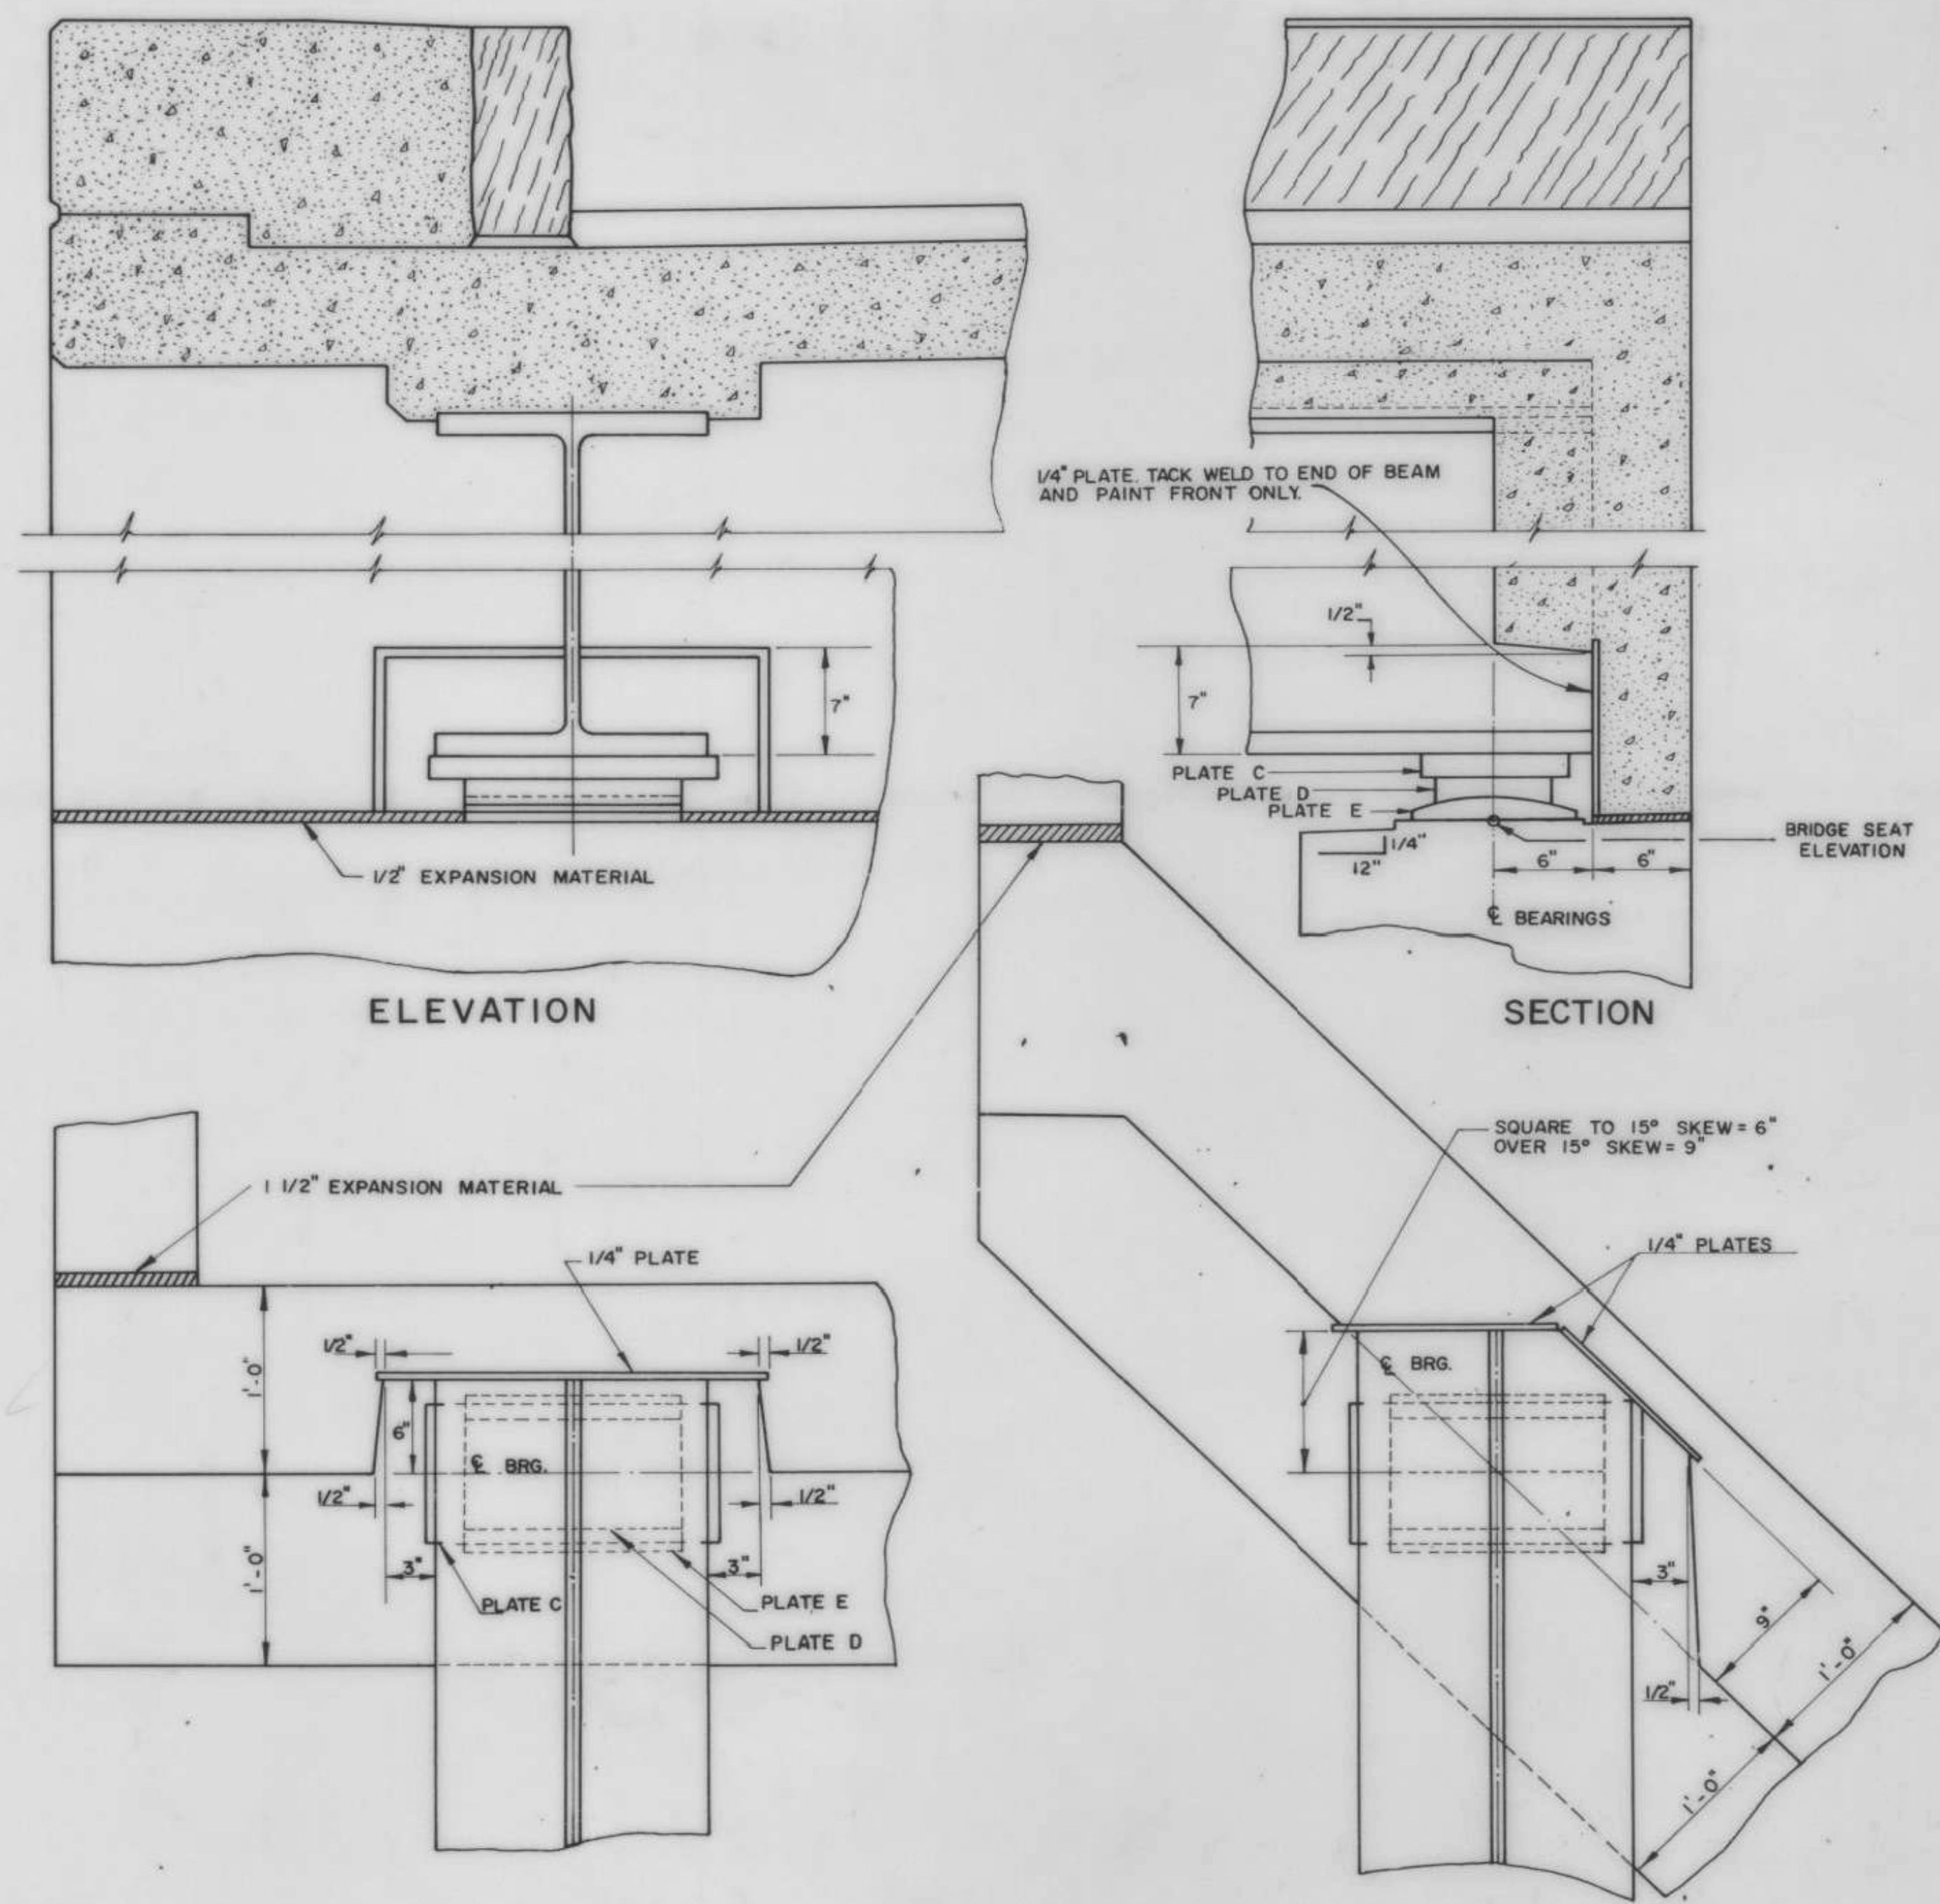 1/4" PLATE. TACK WELD TO END OF BEAM
AND PAINT FRONT ONLY.
1/2"
7"
7"
PLATE C
PLATE D
PLATE E
1/4"
12"
6"
6"
BRIDGE SEAT
ELEVATION
℄ BEARINGS
1/2" EXPANSION MATERIAL
ELEVATION
SECTION
1 1/2" EXPANSION MATERIAL
1/4" PLATE
1/2"
1/2"
1'-0"
6"
℄ BRG.
1/2"
1/2"
1'-0"
3"
3"
PLATE C
PLATE E
PLATE D
SQUARE TO 15° SKEW = 6"
OVER 15° SKEW = 9"
1/4" PLATES
℄ BRG.
3"
9"
1'-0"
1/2"
1'-0"